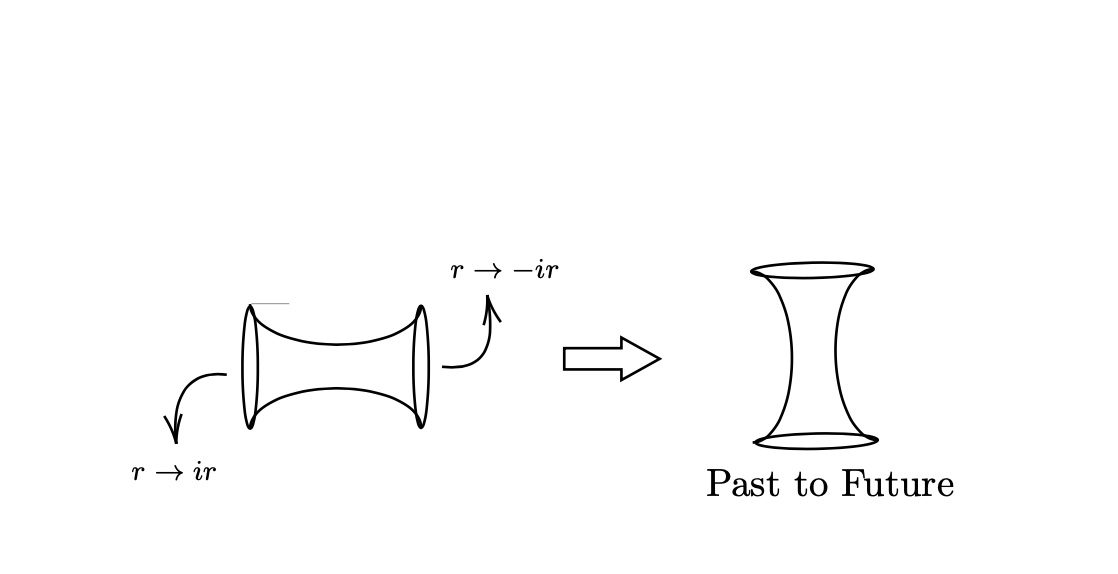 r → −ir
r → ir
Past to Future